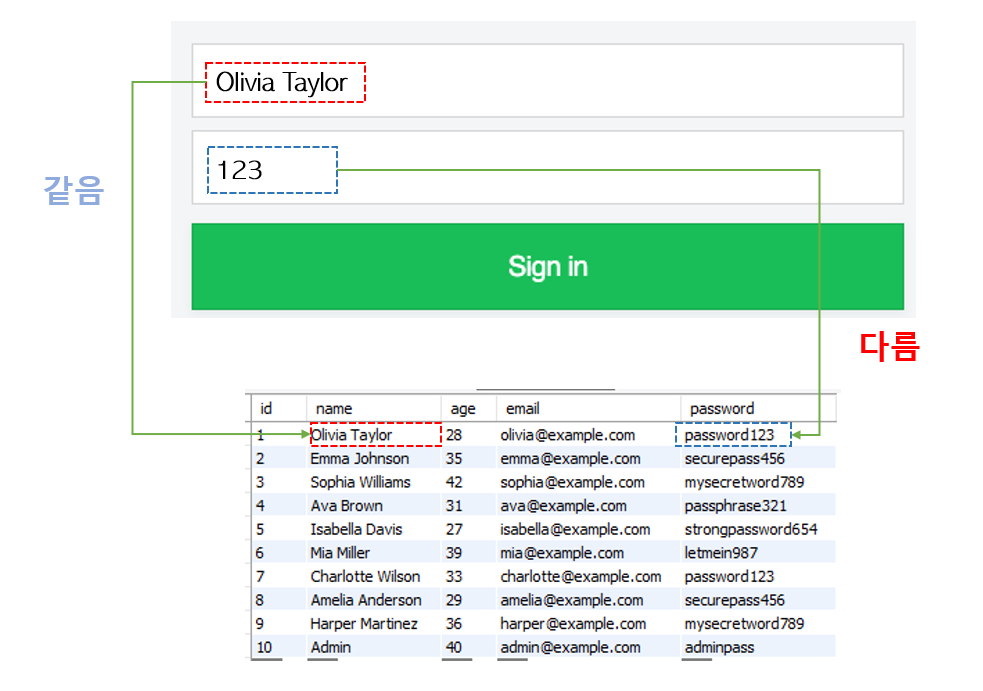 Olivia Taylor
123
같음
Sign in
다름
id name age email password
1 Olivia Taylor 28 olivia@example.com password123
2 Emma Johnson 35 emma@example.com securepass456
3 Sophia Williams 42 sophia@example.com mysecretword789
4 Ava Brown 31 ava@example.com passphrase321
5 Isabella Davis 27 isabella@example.com strongpassword654
6 Mia Miller 39 mia@example.com letmein987
7 Charlotte Wilson 33 charlotte@example.com password123
8 Amelia Anderson 29 amelia@example.com securepass456
9 Harper Martinez 36 harper@example.com mysecretword789
10 Admin 40 admin@example.com adminpass